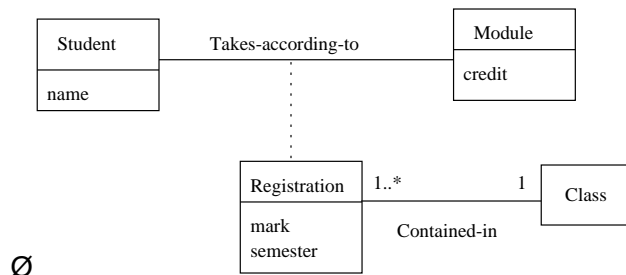 Student
Takes-according-to
Module
name
credit
Registration
1..*
1
Class
mark
semester
Contained-in
Ø